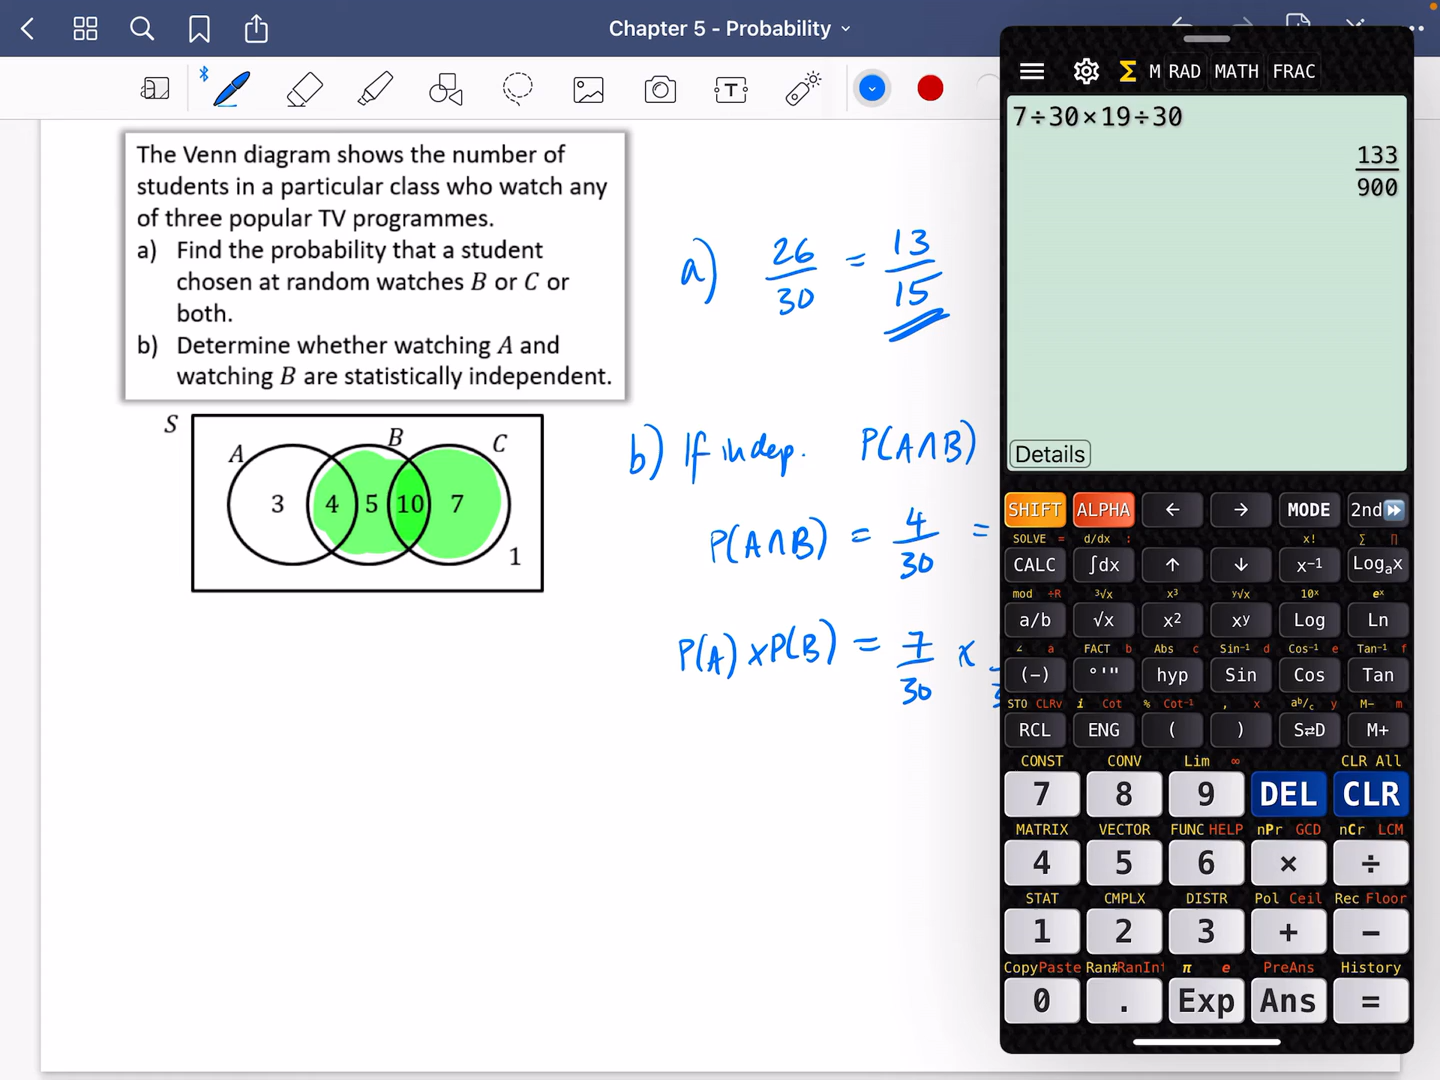 Chapter 5 - Probability
The Venn diagram shows the number of
students in a particular class who watch any
of three popular TV programmes.
a) Find the probability that a student
chosen at random watches B or C or
both.
b) Determine whether watching A and
watching B are statistically independent.
S
A
B
C
3
4
5
10
7
1
a) 26/30 = 13/15
b) If indep. P(A∩B)
P(A∩B) = 4/30 =
P(A) × P(B) = 7/30 ×
M RAD MATH FRAC
7÷30×19÷30
133
900
Details
SHIFT ALPHA ← → MODE 2nd
SOLVE = d/dx : x! ∑ ∏
CALC ∫dx ↑ ↓ x⁻¹ Logₐx
mod ÷R ³√x x³ ʸ√x 10ˣ eˣ
a/b √x x² xʸ Log Ln
∠ a FACT b Abs c Sin⁻¹ d Cos⁻¹ e Tan⁻¹ f
(−) °'" hyp Sin Cos Tan
STO CLRv i Cot % Cot⁻¹ , x aᵇ/c y M− m
RCL ENG ( ) S⇄D M+
CONST CONV Lim ∞ CLR All
7 8 9 DEL CLR
MATRIX VECTOR FUNC HELP nPr GCD nCr LCM
4 5 6 × ÷
STAT CMPLX DISTR Pol Ceil Rec Floor
1 2 3 + −
Copy Paste Ran# RanInt π e PreAns History
0 . Exp Ans =